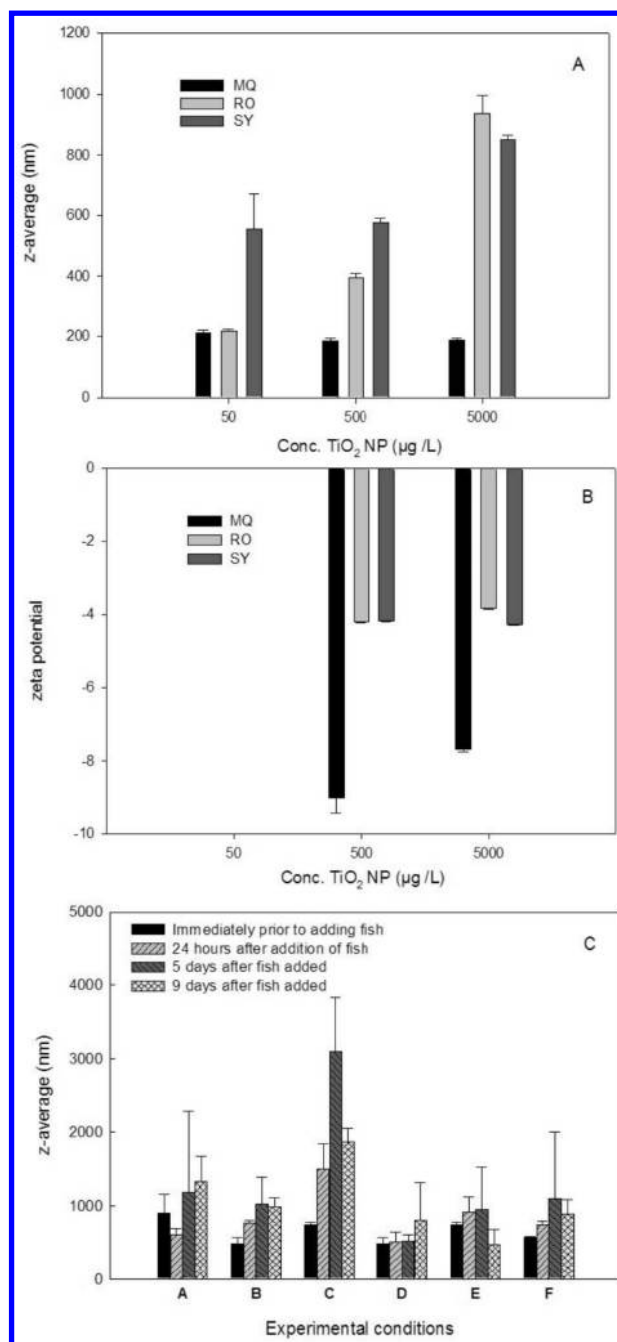 1200
1000
800
600
400
200
0
z-average (nm)
A
MQ
RO
SY
50
500
5000
Conc. TiO₂ NP (µg /L)
0
-2
-4
-6
-8
-10
zeta potential
B
MQ
RO
SY
50
500
5000
Conc. TiO₂ NP (µg /L)
5000
4000
3000
2000
1000
0
z-average (nm)
C
Immediately prior to adding fish
24 hours after addition of fish
5 days after fish added
9 days after fish added
A B C D E F
Experimental conditions